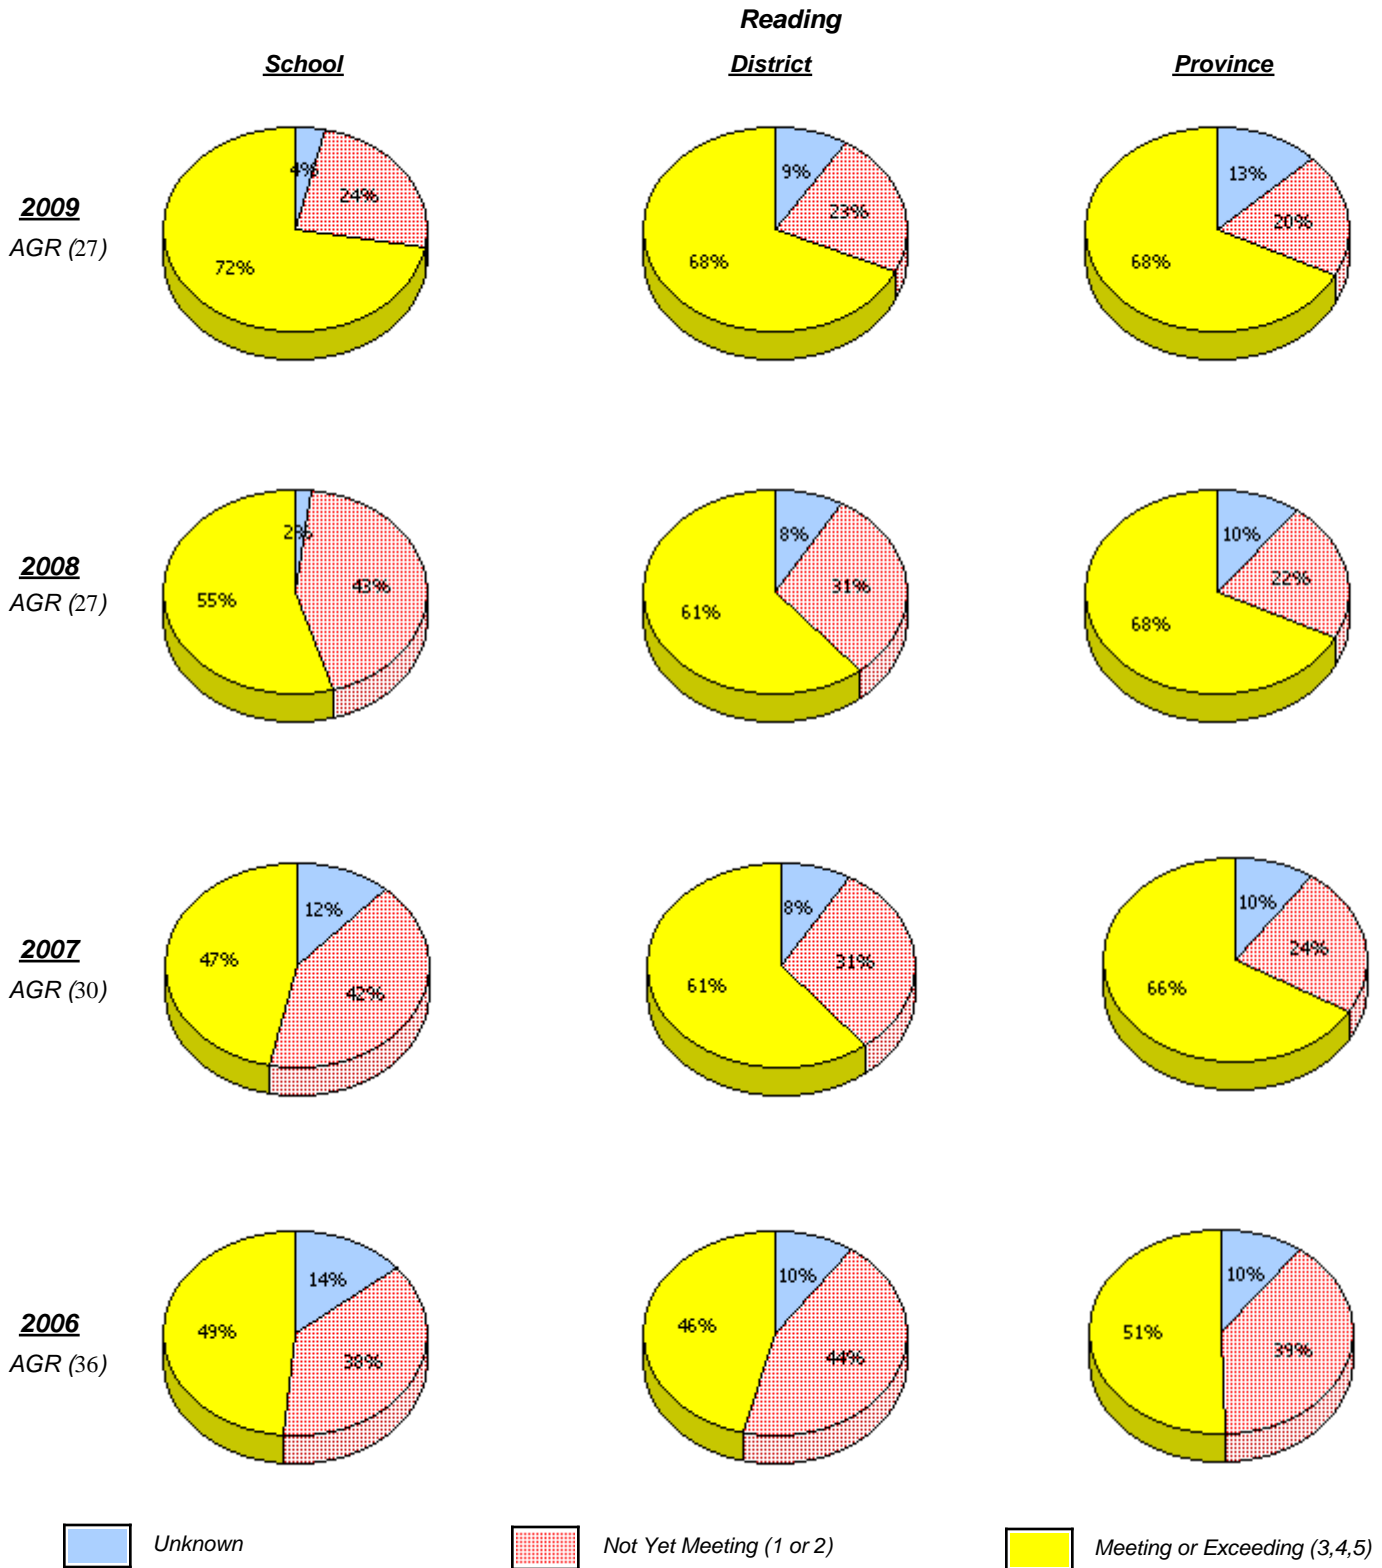 Reading
School District Province
2009
AGR (27)
4% 24% 72%
9% 23% 68%
13% 20% 68%
2008
AGR (27)
2% 43% 55%
8% 31% 61%
10% 22% 68%
2007
AGR (30)
12% 42% 47%
8% 31% 61%
10% 24% 66%
2006
AGR (36)
14% 38% 49%
10% 44% 46%
10% 39% 51%
Unknown Not Yet Meeting (1 or 2) Meeting or Exceeding (3,4,5)